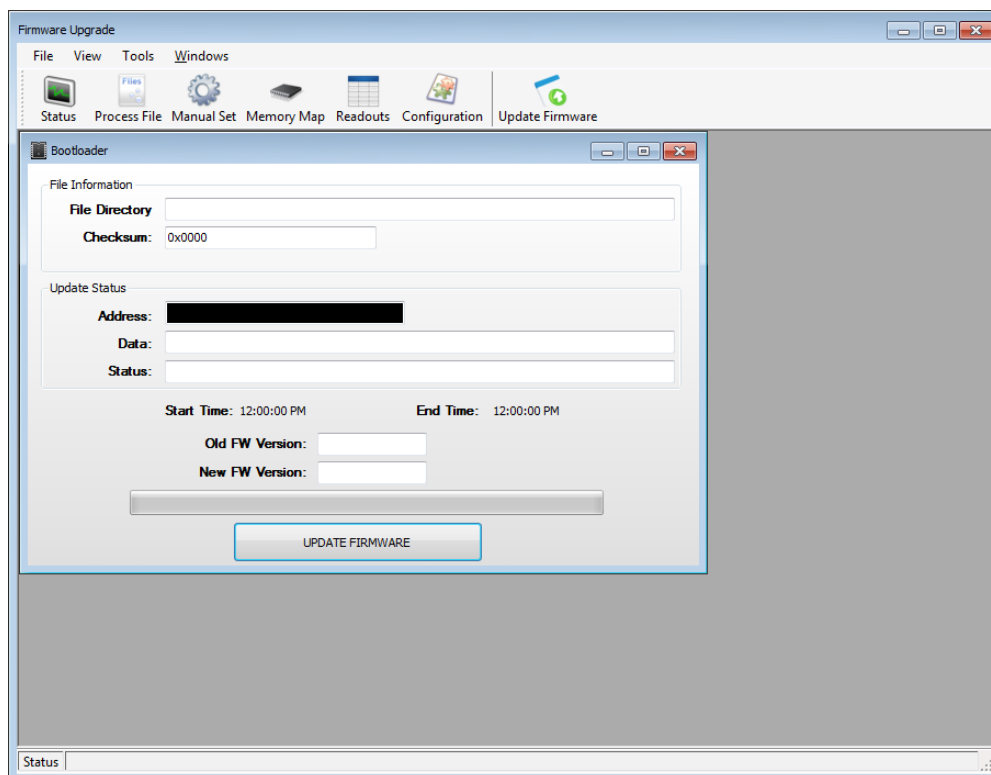 Firmware Upgrade
File View Tools Windows
Files
Status Process File Manual Set Memory Map Readouts Configuration Update Firmware
Bootloader
File Information
File Directory
Checksum: 0x0000
Update Status
Address:
Data:
Status:
Start Time: 12:00:00 PM End Time: 12:00:00 PM
Old FW Version:
New FW Version:
UPDATE FIRMWARE
Status